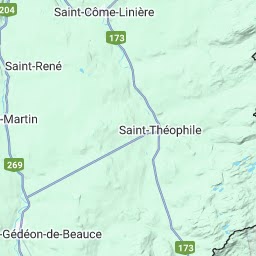 204
Saint-Côme-Linière
173
Saint-René
-Martin
Saint-Théophile
269
-Gédéon-de-Beauce
173